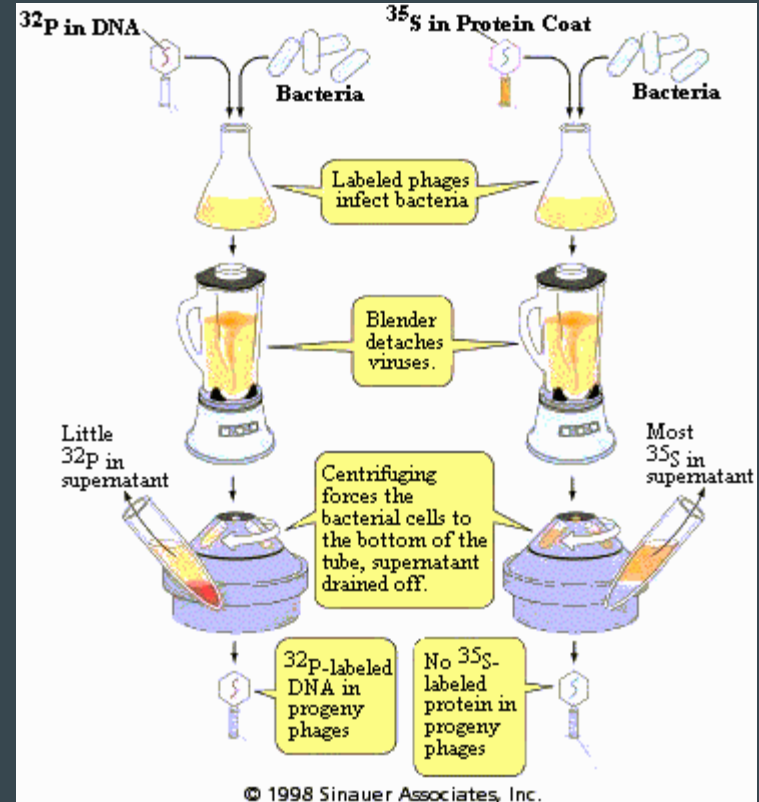 32P in DNA
35S in Protein Coat
Bacteria
Bacteria
Labeled phages
infect bacteria
Blender
detaches
viruses.
Little
32P in
supernatant
Most
35S in
supernatant
Centrifuging
forces the
bacterial cells to
the bottom of the
tube, supernatant
drained off.
32P-labeled
DNA in
progeny
phages
No 35S-
labeled
protein in
progeny
phages
© 1998 Sinauer Associates, Inc.